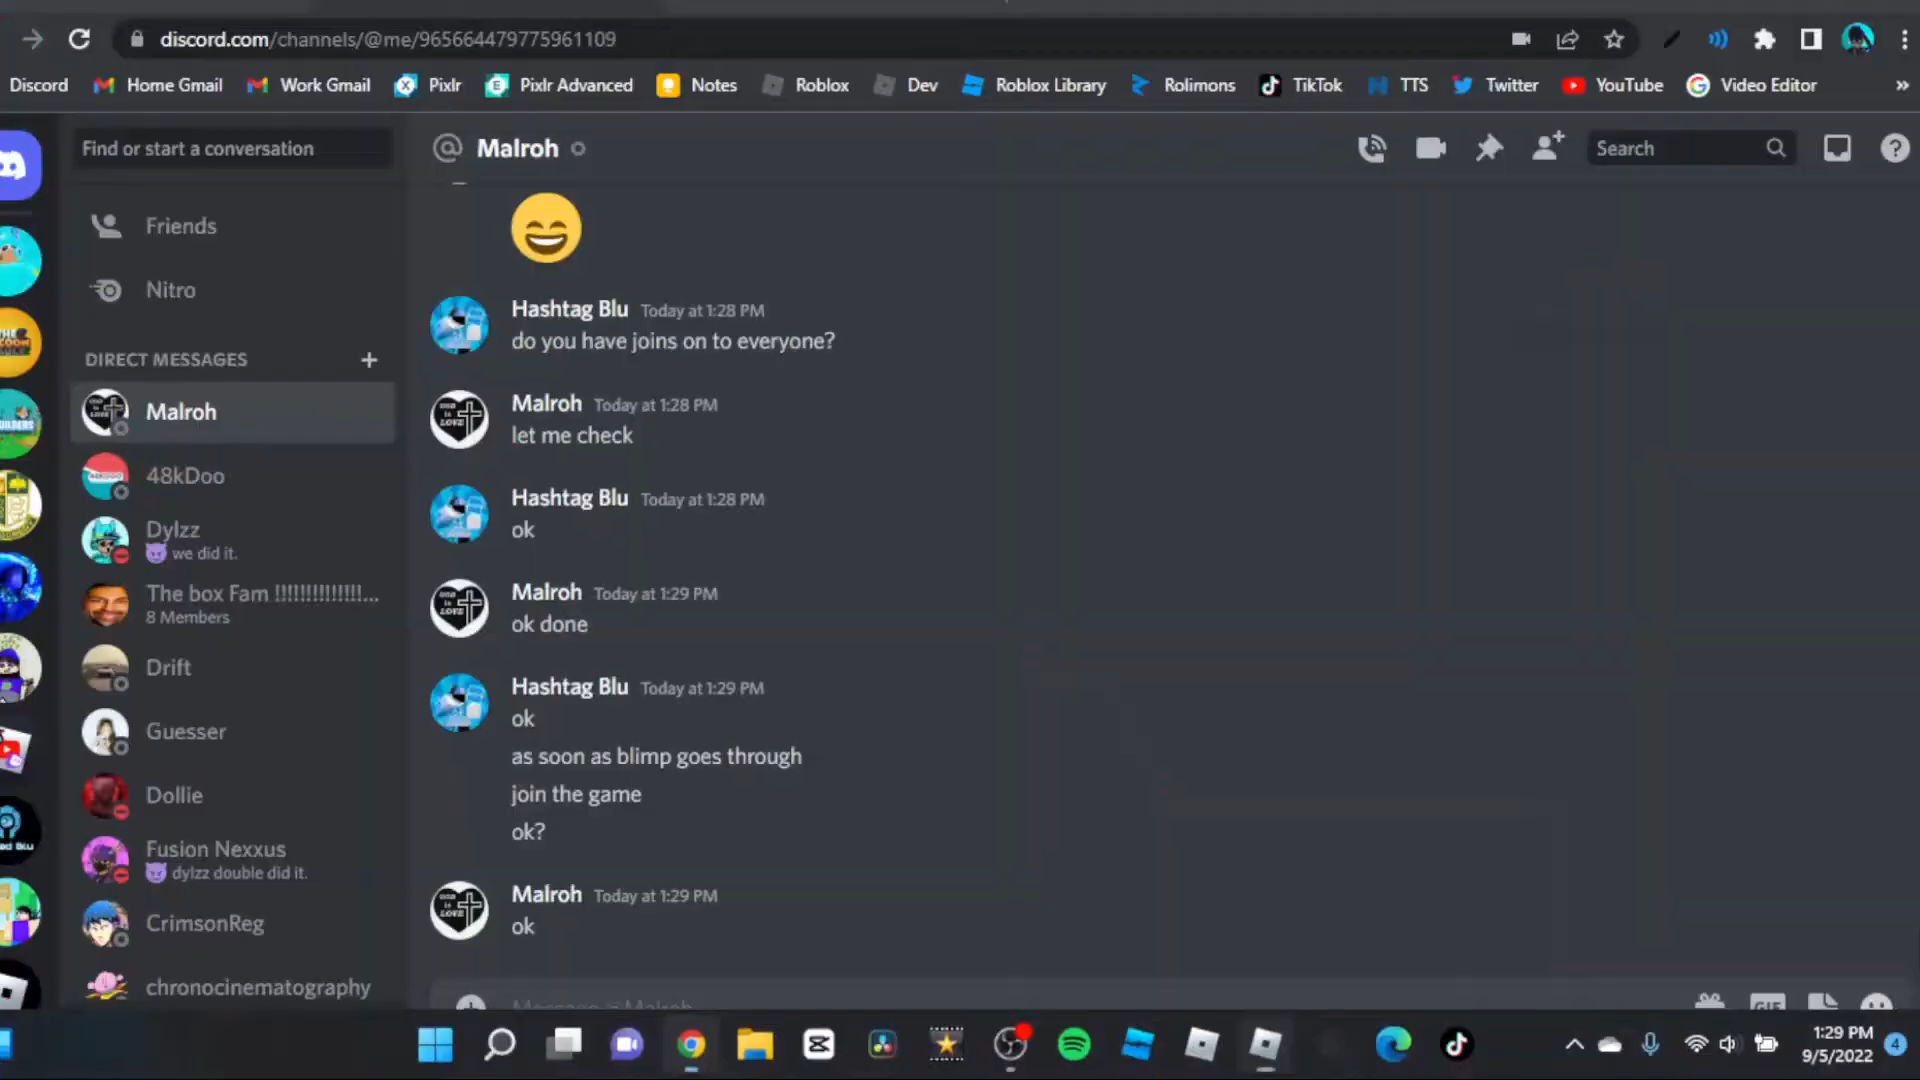 discord.com/channels/@me/965664479775961109
Discord
Home Gmail
Work Gmail
Pixlr
Pixlr Advanced
Notes
Roblox
Dev
Roblox Library
Rolimons
TikTok
TTS
Twitter
YouTube
Video Editor
»
Find or start a conversation
Malroh
Search
Friends
Nitro
DIRECT MESSAGES
Malroh
48kDoo
Dylzz
we did it.
The box Fam !!!!!!!!!!!!!!...
8 Members
Drift
Guesser
Dollie
Fusion Nexxus
dylzz double did it.
CrimsonReg
chronocinematography
Hashtag Blu Today at 1:28 PM
do you have joins on to everyone?
Malroh Today at 1:28 PM
let me check
Hashtag Blu Today at 1:28 PM
ok
Malroh Today at 1:29 PM
ok done
Hashtag Blu Today at 1:29 PM
ok
as soon as blimp goes through
join the game
ok?
Malroh Today at 1:29 PM
ok
Message @Malroh
GIF
1:29 PM
9/5/2022
4